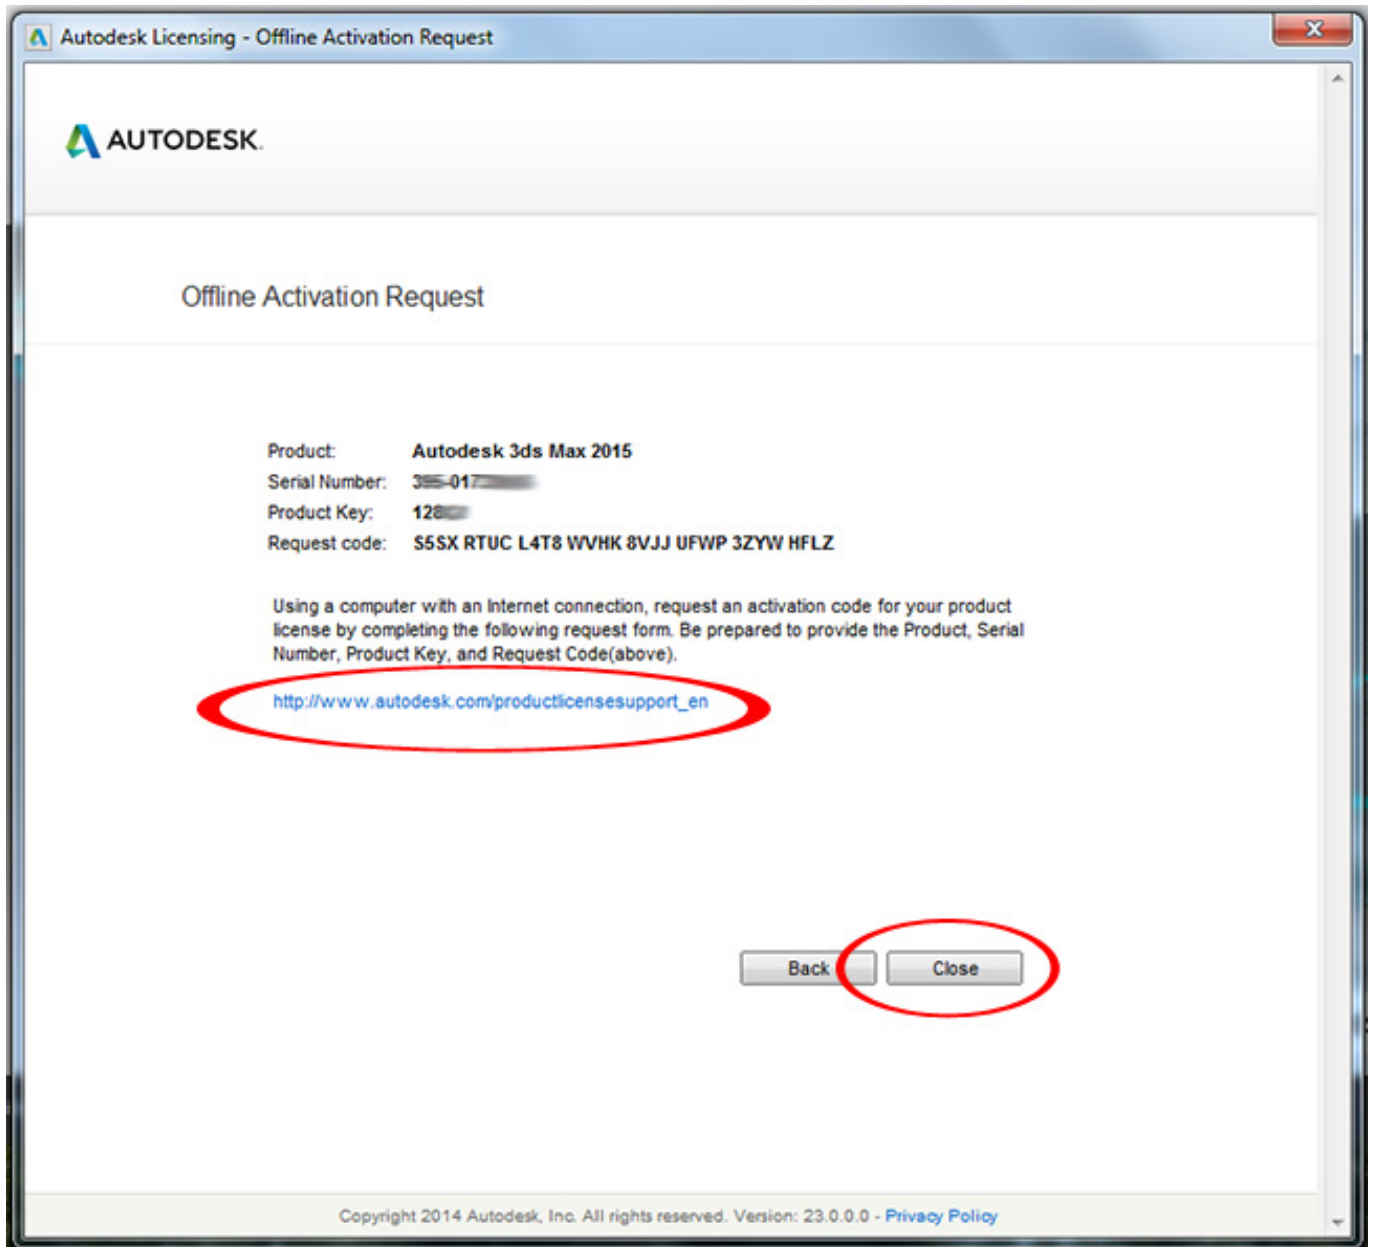 Autodesk Licensing - Offline Activation Request
X
AUTODESK.
Offline Activation Request
Product: Autodesk 3ds Max 2015
Serial Number: 395-017
Product Key: 128
Request code: S5SX RTUC L4T8 WVHK 8VJJ UFWP 3ZYW HFLZ
Using a computer with an Internet connection, request an activation code for your product
license by completing the following request form. Be prepared to provide the Product, Serial
Number, Product Key, and Request Code(above).
http://www.autodesk.com/productlicensesupport_en
Back Close
Copyright 2014 Autodesk, Inc. All rights reserved. Version: 23.0.0.0 - Privacy Policy